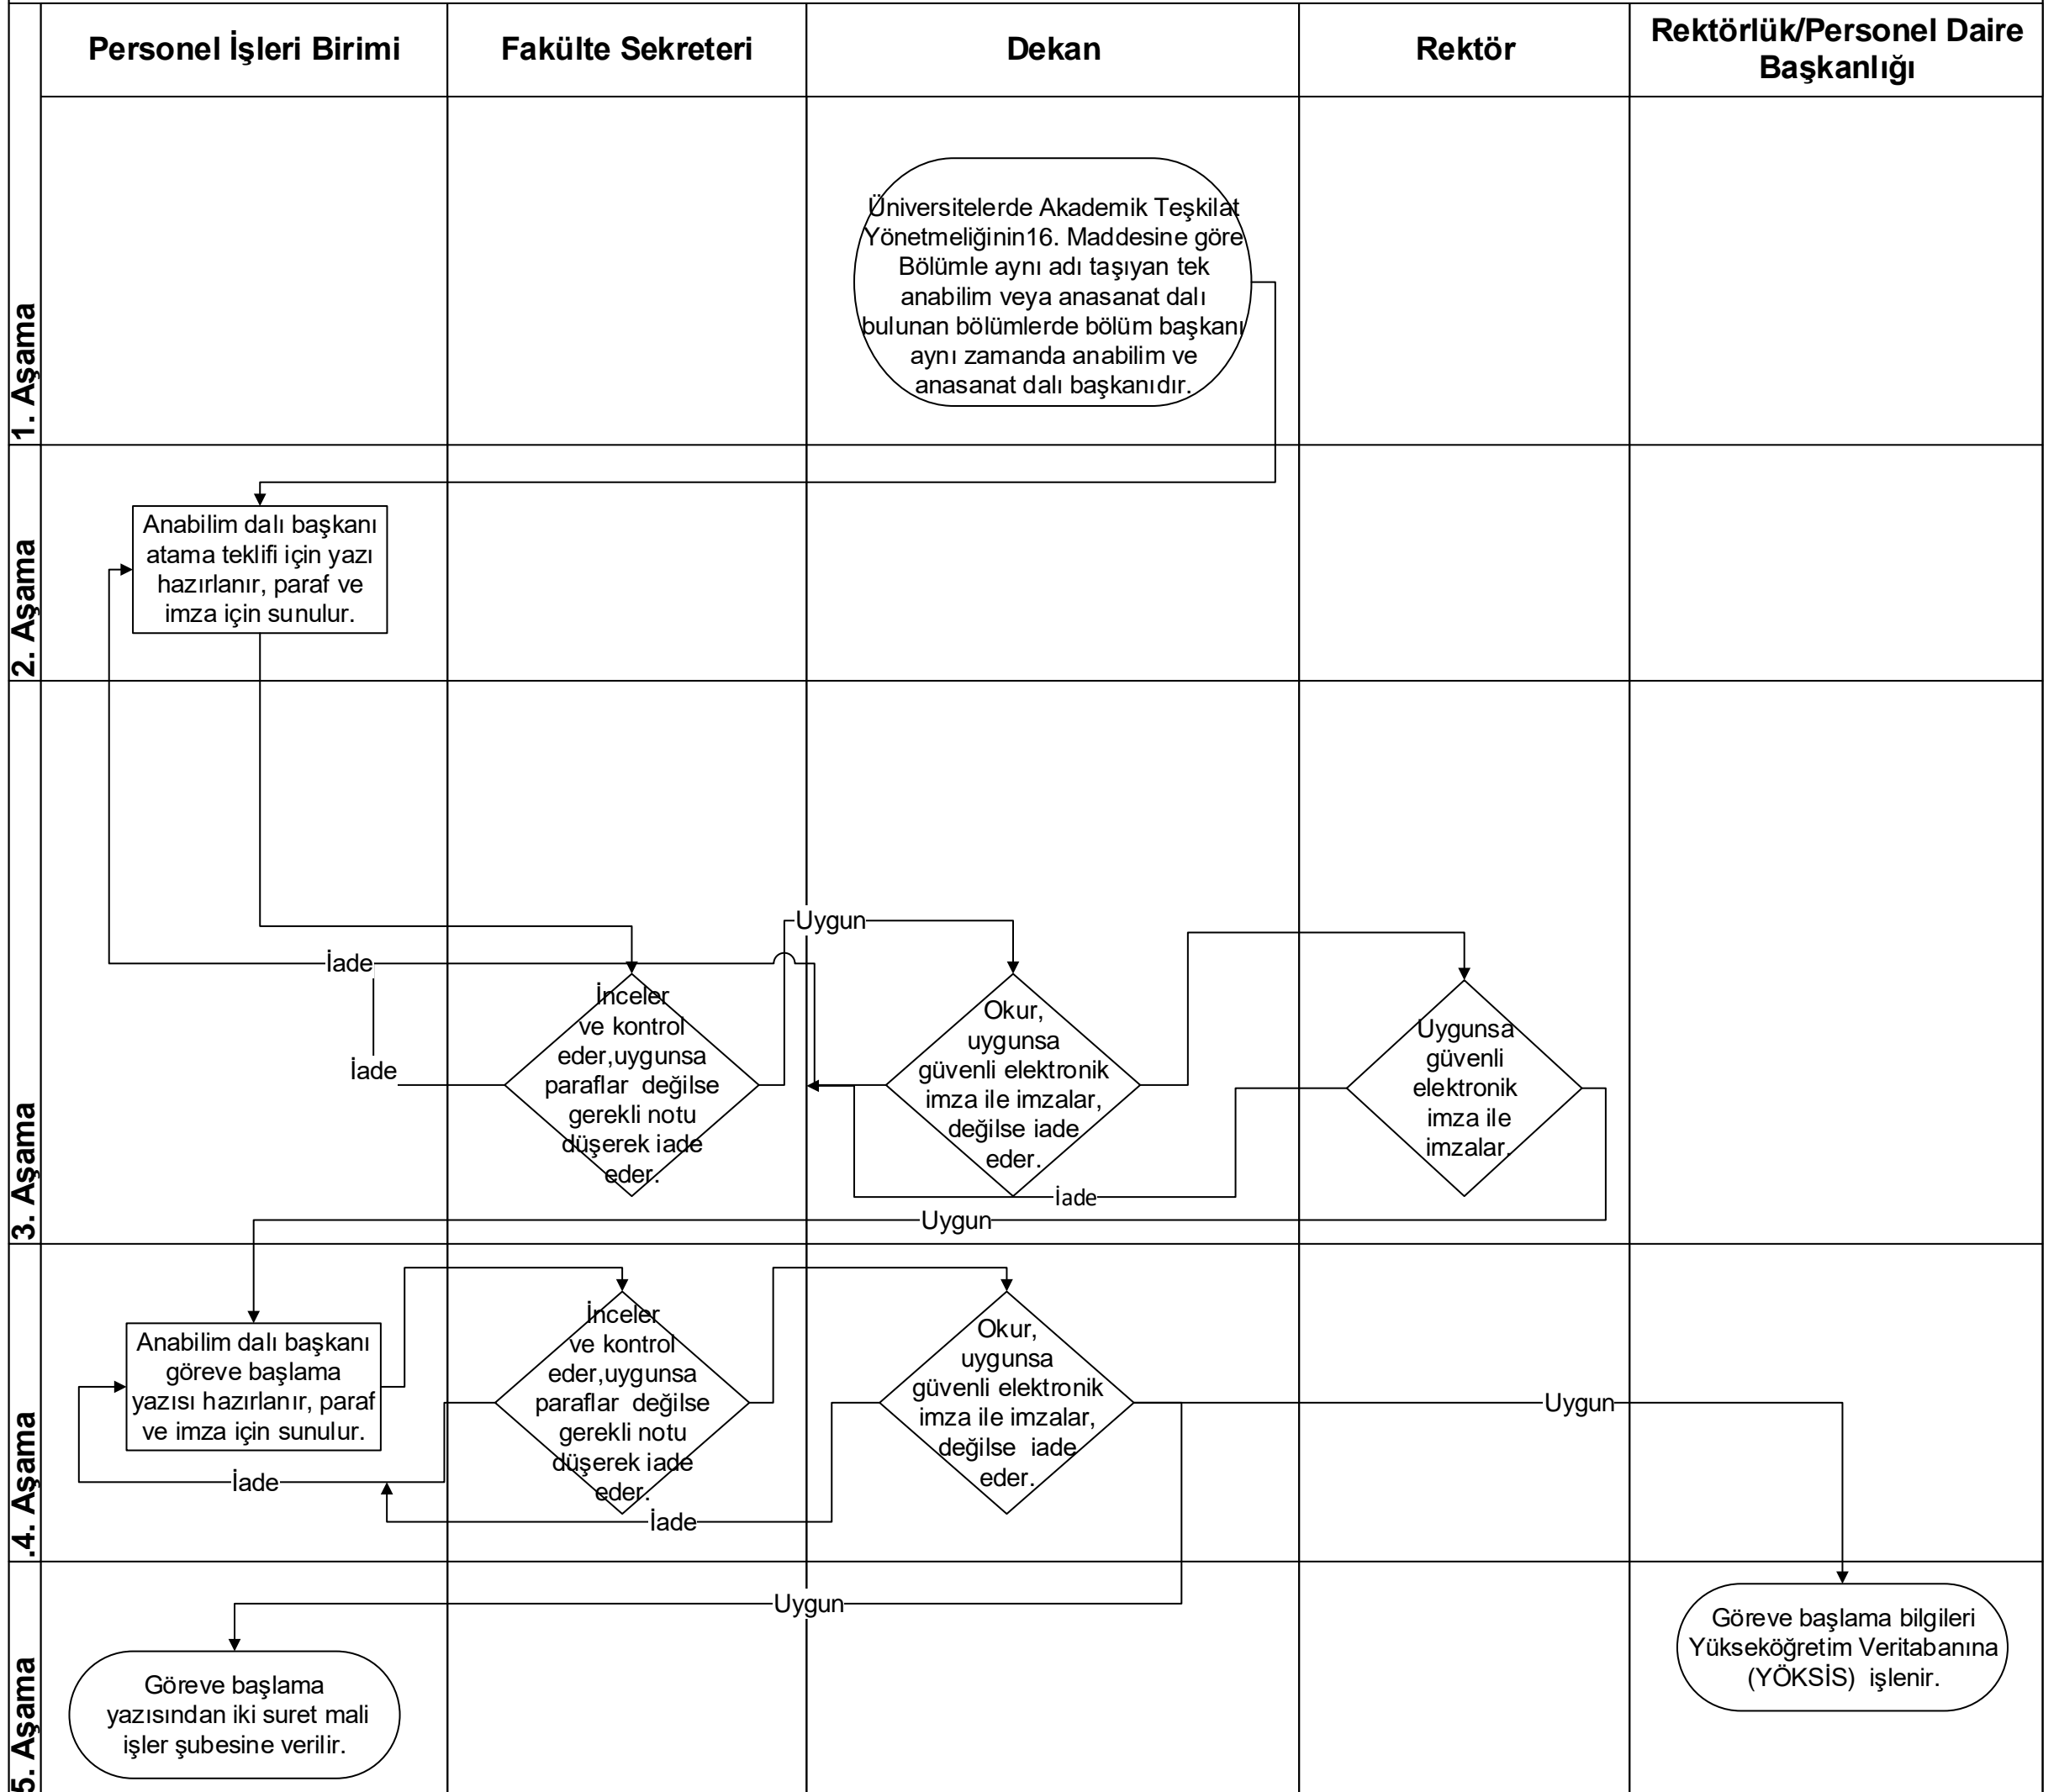 Personel İşleri Birimi
Fakülte Sekreteri
Dekan
Rektör
Rektörlük/Personel Daire
Başkanlığı
1. Aşama
Üniversitelerde Akademik Teşkilat
Yönetmeliğinin16. Maddesine göre
Bölümle aynı adı taşıyan tek
anabilim veya anasanat dalı
bulunan bölümlerde bölüm başkanı
aynı zamanda anabilim ve
anasanat dalı başkanıdır.
2. Aşama
Anabilim dalı başkanı
atama teklifi için yazı
hazırlanır, paraf ve
imza için sunulur.
3. Aşama
Uygun
İade
İade
İnceler
ve kontrol
eder,uygunsa
paraflar değilse
gerekli notu
düşerek iade
eder.
Okur,
uygunsa
güvenli elektronik
imza ile imzalar,
değilse iade
eder.
Uygunsa
güvenli
elektronik
imza ile
imzalar.
İade
Uygun
.4. Aşama
Anabilim dalı başkanı
göreve başlama
yazısı hazırlanır, paraf
ve imza için sunulur.
İnceler
ve kontrol
eder,uygunsa
paraflar değilse
gerekli notu
düşerek iade
eder.
Okur,
uygunsa
güvenli elektronik
imza ile imzalar,
değilse iade
eder.
Uygun
İade
İade
5. Aşama
Uygun
Göreve başlama
yazısından iki suret mali
işler şubesine verilir.
Göreve başlama bilgileri
Yükseköğretim Veritabanına
(YÖKSİS) işlenir.